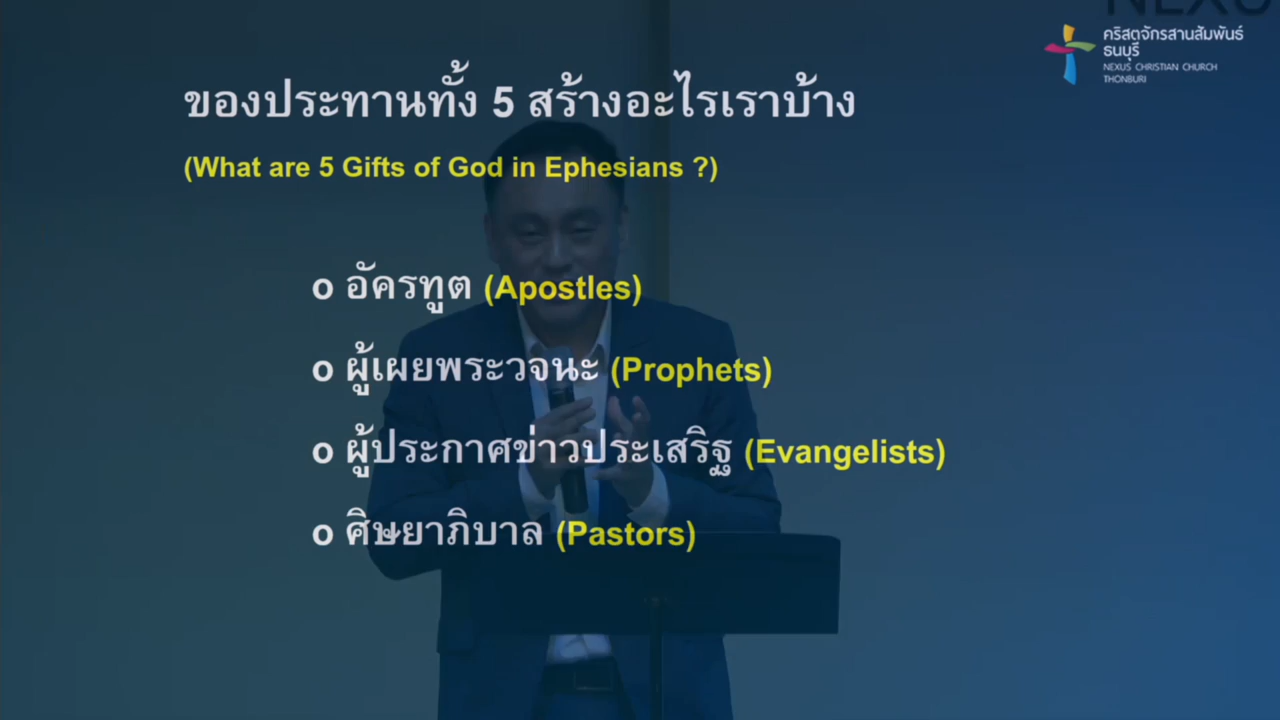 NEXU
คริสตจักรสานสัมพันธ์
ธนบุรี
NEXUS CHRISTIAN CHURCH
THONBURI
ของประทานทั้ง 5 สร้างอะไรเราบ้าง
(What are 5 Gifts of God in Ephesians ?)
o อัครทูต (Apostles)
o ผู้เผยพระวจนะ (Prophets)
o ผู้ประกาศข่าวประเสริฐ (Evangelists)
o ศิษยาภิบาล (Pastors)